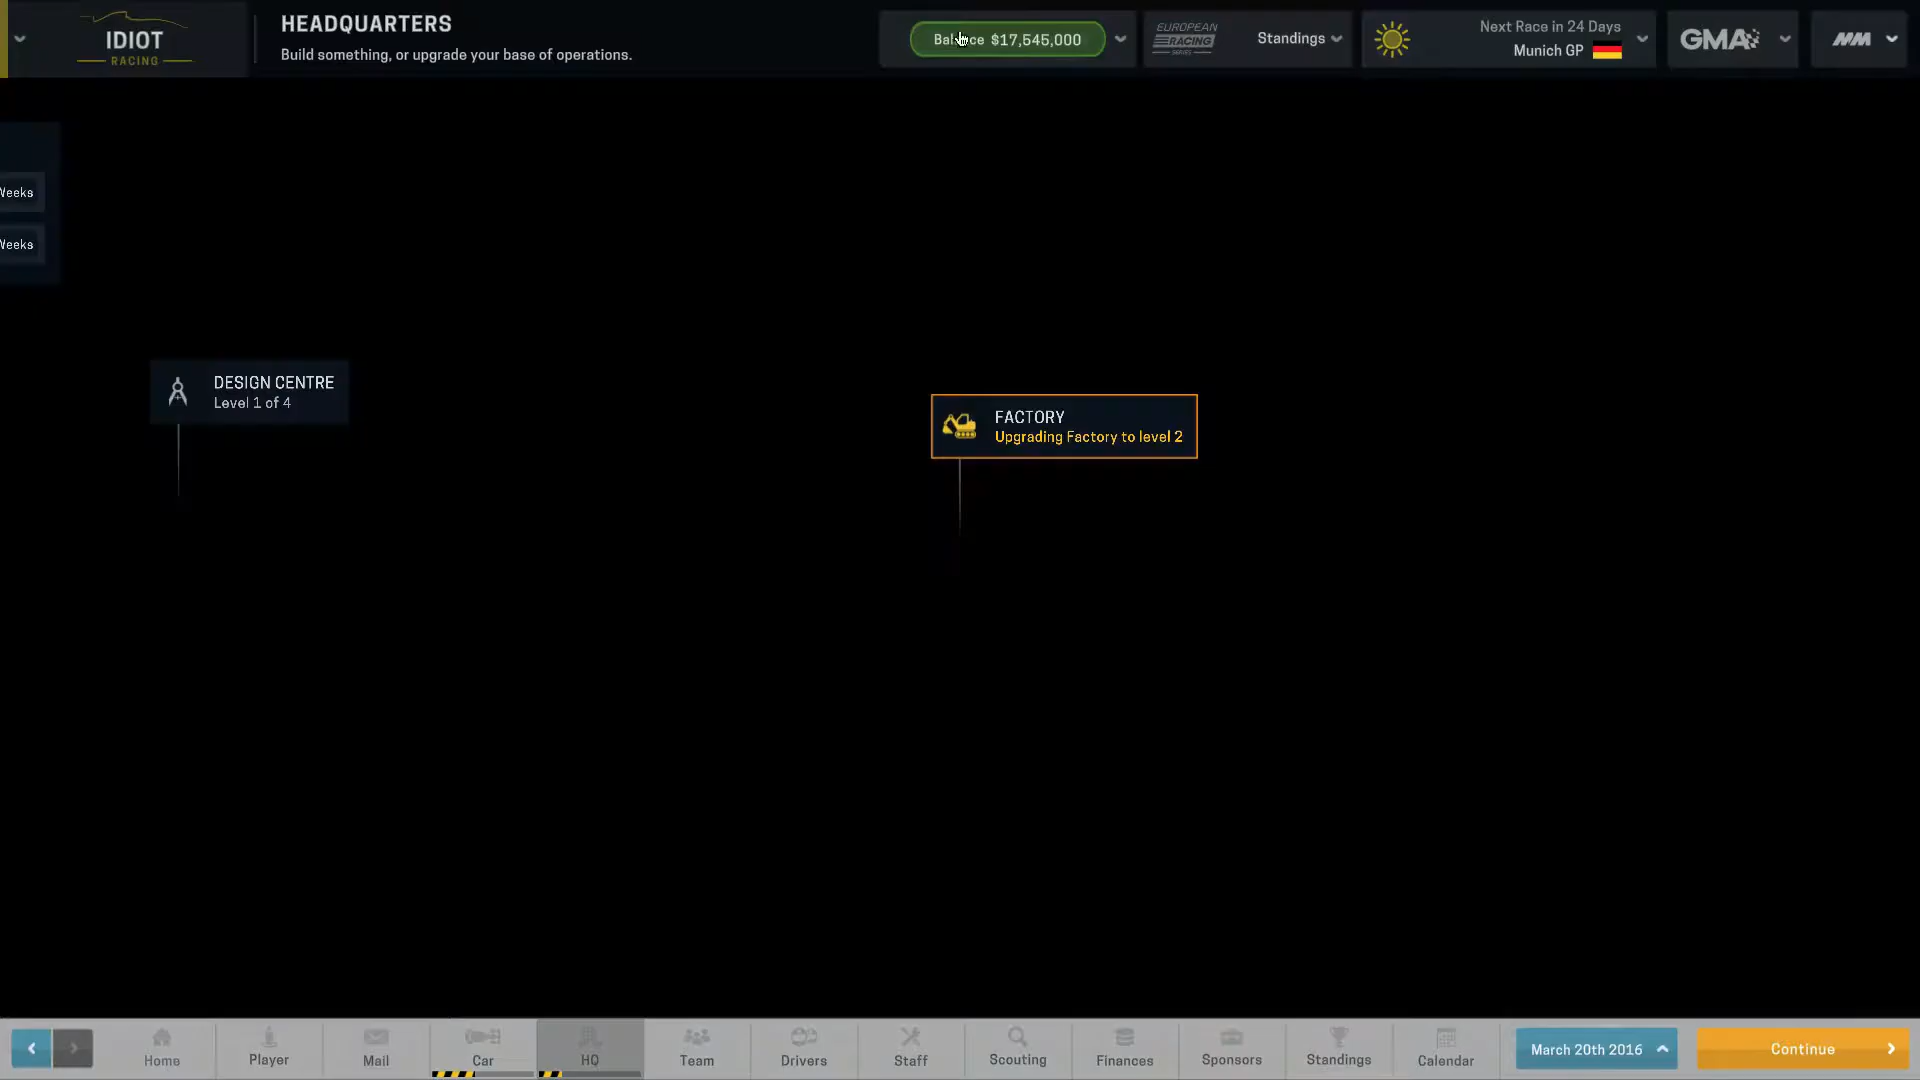 IDIOT
RACING
HEADQUARTERS
Build something, or upgrade your base of operations.
Balance $17,545,000
EUROPEAN
RACING
SERIES
Standings
Next Race in 24 Days
Munich GP
GMA
MM
Weeks
Weeks
DESIGN CENTRE
Level 1 of 4
FACTORY
Upgrading Factory to level 2
Home
Player
Mail
Car
HQ
Team
Drivers
Staff
Scouting
Finances
Sponsors
Standings
Calendar
March 20th 2016
Continue